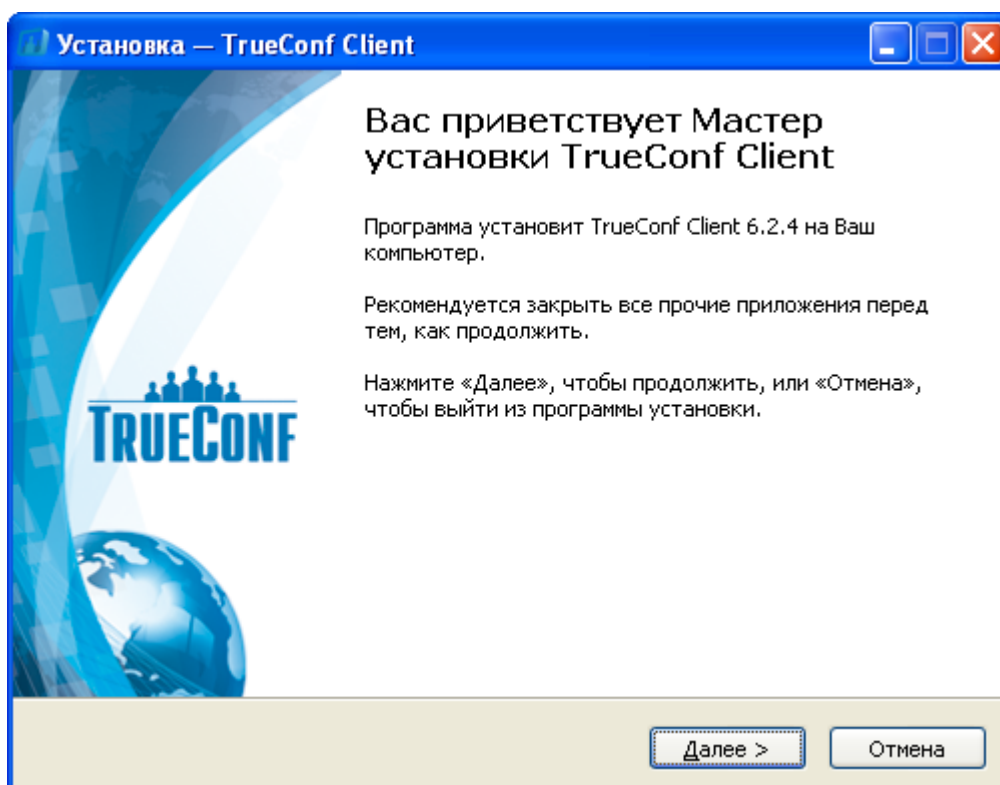 Установка — TrueConf Client
Вас приветствует Мастер
установки TrueConf Client
Программа установит TrueConf Client 6.2.4 на Ваш
компьютер.
Рекомендуется закрыть все прочие приложения перед
тем, как продолжить.
Нажмите «Далее», чтобы продолжить, или «Отмена»,
чтобы выйти из программы установки.
TRUECONF
Далее >
Отмена